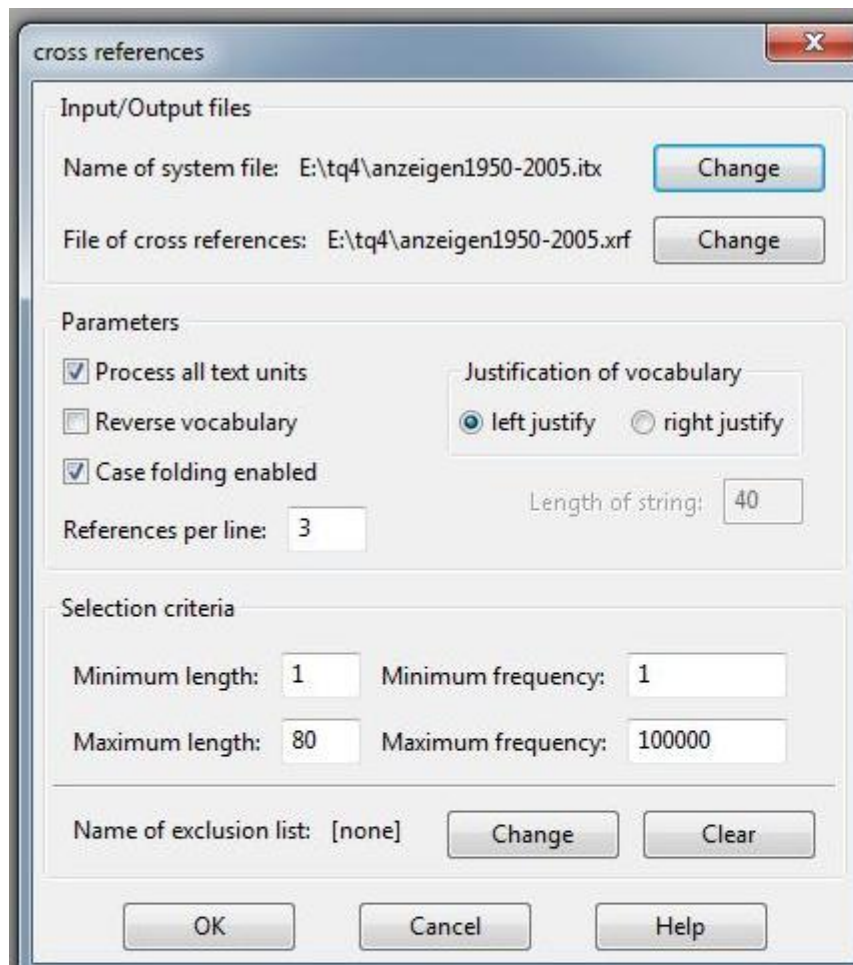 cross references
Input/Output files
Name of system file: E:\tq4\anzeigen1950-2005.itx Change
File of cross references: E:\tq4\anzeigen1950-2005.xrf Change
Parameters
Process all text units
Justification of vocabulary
Reverse vocabulary
left justify right justify
Case folding enabled
Length of string: 40
References per line: 3
Selection criteria
Minimum length: 1 Minimum frequency: 1
Maximum length: 80 Maximum frequency: 100000
Name of exclusion list: [none] Change Clear
OK Cancel Help